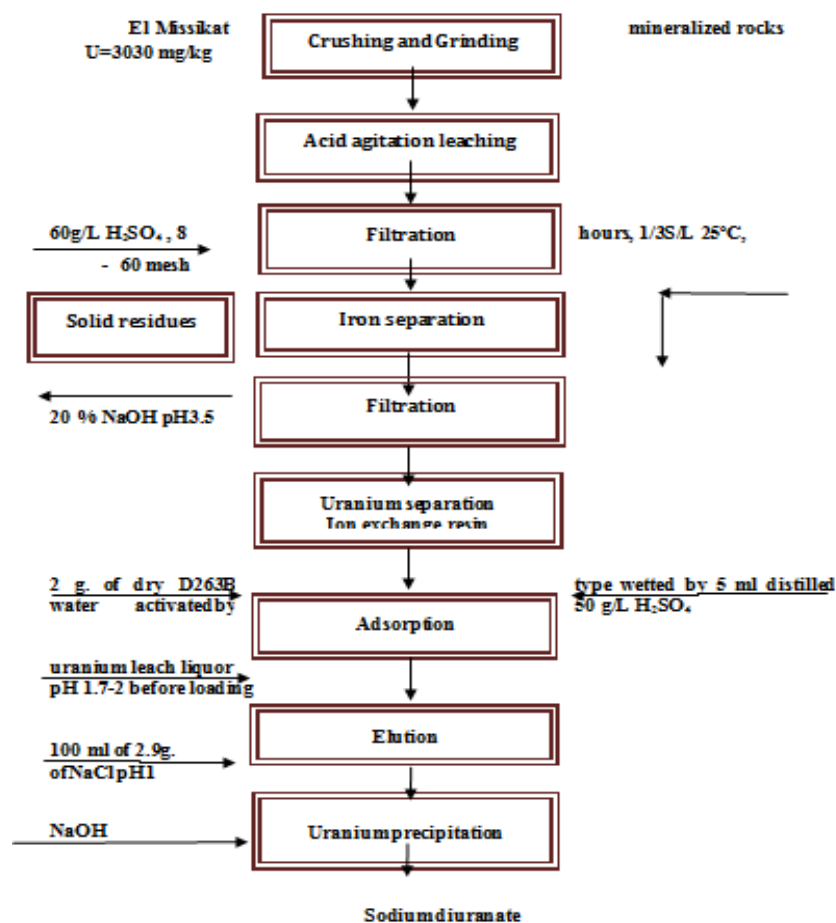 El Missikat
U=3030 mg/kg
Crushing and Grinding
mineralized rocks
Acid agitation leaching
60g/L H₂SO₄ , 8
- 60 mesh
Filtration
hours, 1/3S/L 25°C,
Solid residues
Iron separation
20 % NaOH pH3.5
Filtration
Uranium separation
Ion exchange resin
2 g. of dry D263B
water activated by
type wetted by 5 ml distilled
50 g/L H₂SO₄
Adsorption
uranium leach liquor
pH 1.7-2 before loading
Elution
100 ml of 2.9g.
of NaCl pH1
NaOH
Uranium precipitation
Sodium diuranate